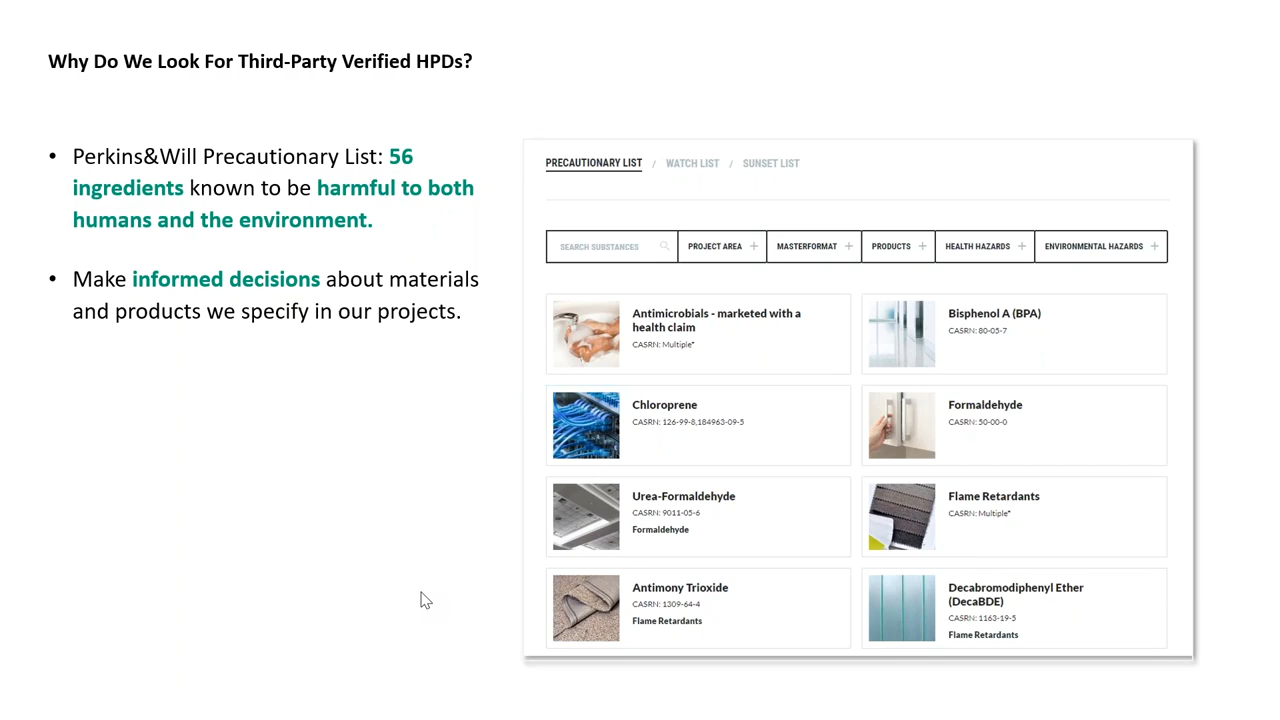 Why Do We Look For Third-Party Verified HPDs?
• Perkins&Will Precautionary List: 56
ingredients known to be harmful to both
humans and the environment.
• Make informed decisions about materials
and products we specify in our projects.
PRECAUTIONARY LIST / WATCH LIST / SUNSET LIST
SEARCH SUBSTANCES PROJECT AREA + MASTERFORMAT + PRODUCTS + HEALTH HAZARDS + ENVIRONMENTAL HAZARDS +
Antimicrobials - marketed with a
health claim
CASRN: Multiple*
Bisphenol A (BPA)
CASRN: 80-05-7
Chloroprene
CASRN: 126-99-8,184963-09-5
Formaldehyde
CASRN: 50-00-0
Urea-Formaldehyde
CASRN: 9011-05-6
Formaldehyde
Flame Retardants
CASRN: Multiple*
Antimony Trioxide
CASRN: 1309-64-4
Flame Retardants
Decabromodiphenyl Ether
(DecaBDE)
CASRN: 1163-19-5
Flame Retardants